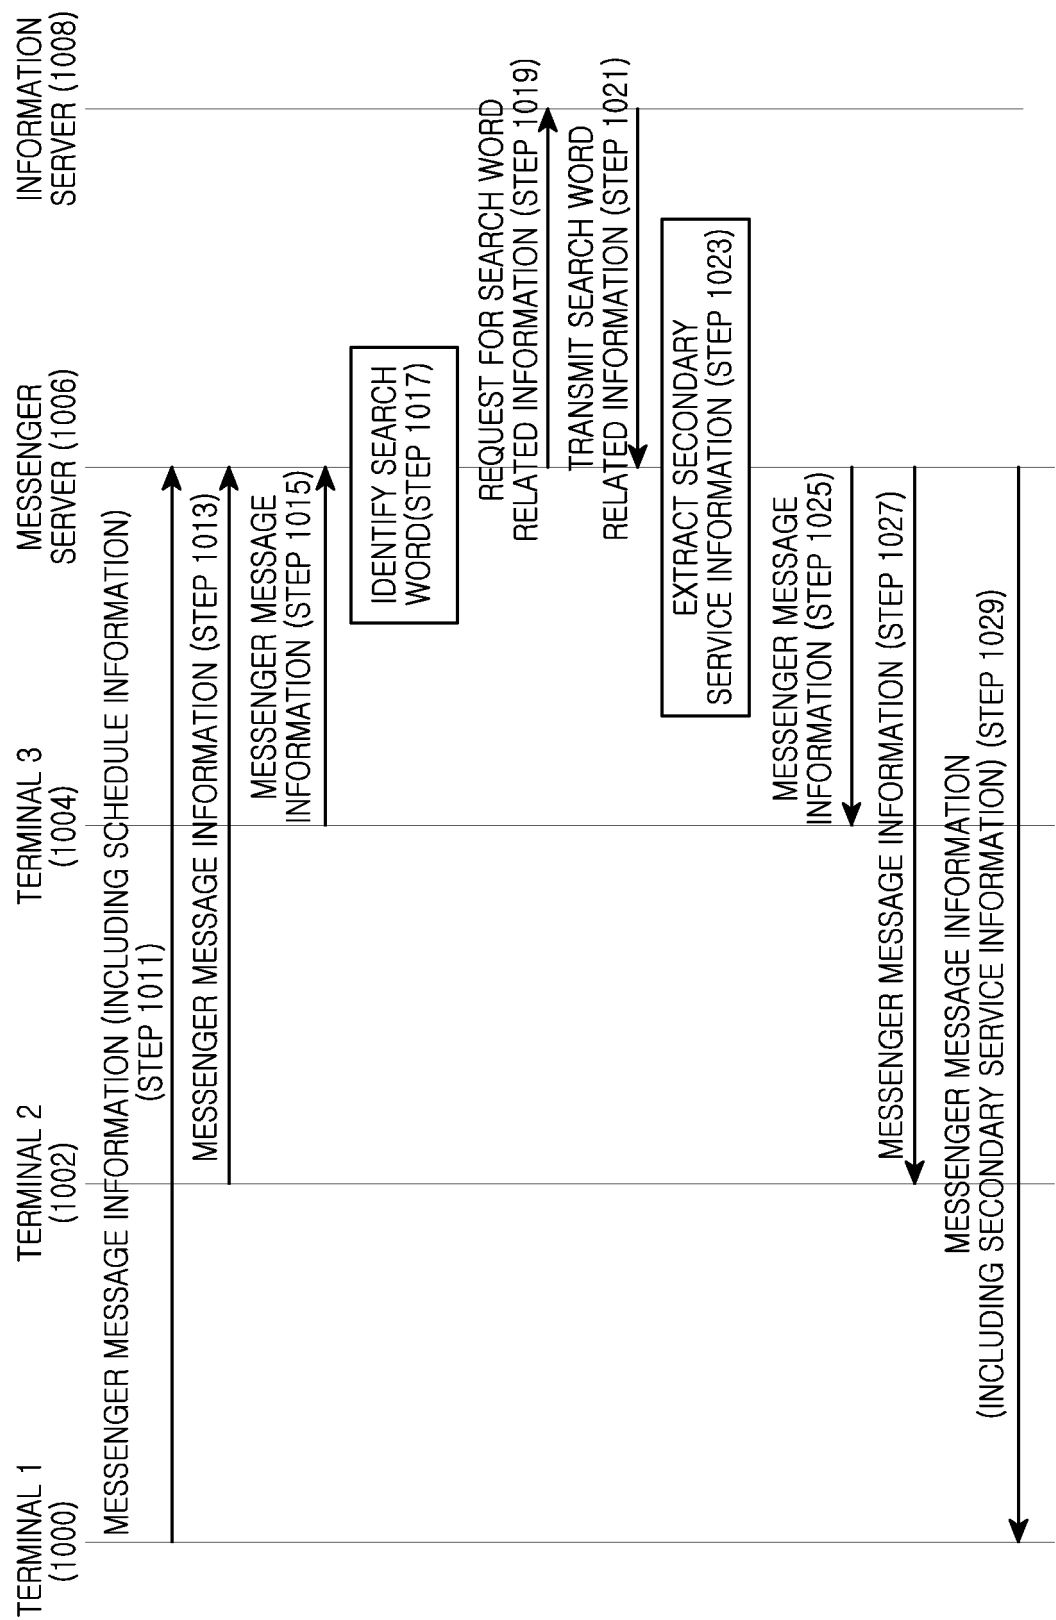 TERMINAL 1
(1000)
TERMINAL 2
(1002)
TERMINAL 3
(1004)
MESSENGER
SERVER (1006)
INFORMATION
SERVER (1008)
MESSENGER MESSAGE INFORMATION (INCLUDING SCHEDULE INFORMATION)
(STEP 1011)
MESSENGER MESSAGE INFORMATION (STEP 1013)
MESSENGER MESSAGE
INFORMATION (STEP 1015)
IDENTIFY SEARCH
WORD(STEP 1017)
REQUEST FOR SEARCH WORD
RELATED INFORMATION (STEP 1019)
TRANSMIT SEARCH WORD
RELATED INFORMATION (STEP 1021)
EXTRACT SECONDARY
SERVICE INFORMATION (STEP 1023)
MESSENGER MESSAGE
INFORMATION (STEP 1025)
MESSENGER MESSAGE INFORMATION (STEP 1027)
MESSENGER MESSAGE INFORMATION
(INCLUDING SECONDARY SERVICE INFORMATION) (STEP 1029)